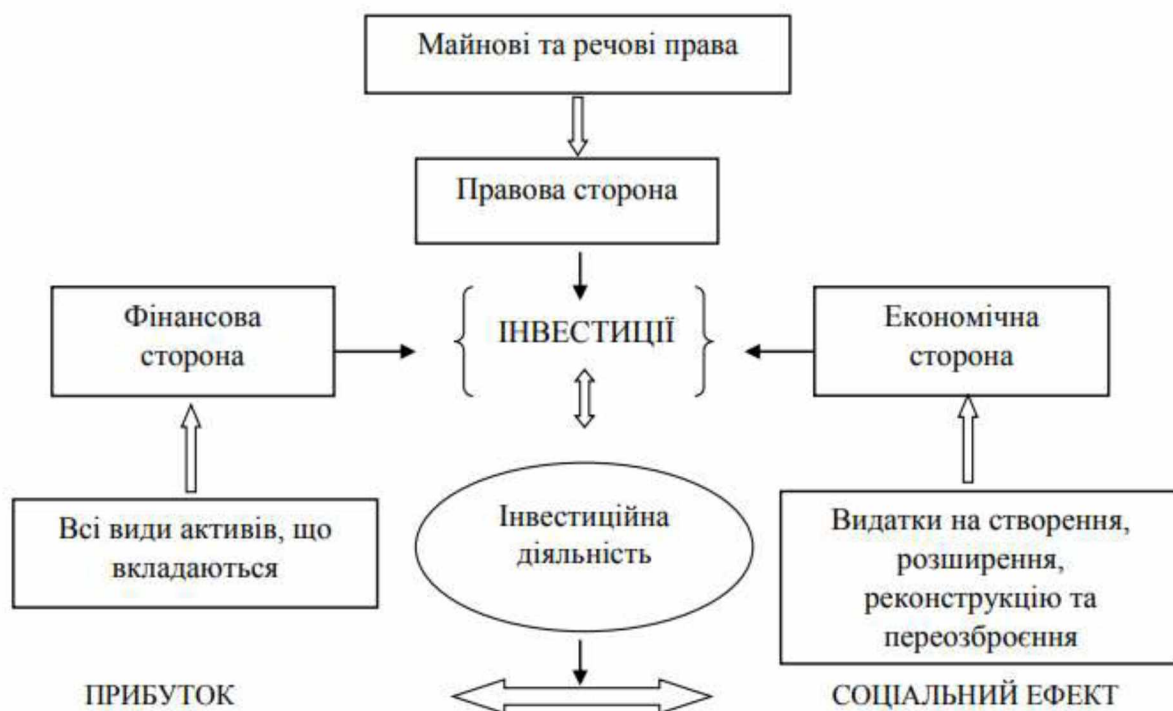 Майнові та речові права
Правова сторона
Фінансова
сторона
ІНВЕСТИЦІЇ
Економічна
сторона
Всі види активів, що
вкладаються
Інвестиційна
діяльність
Видатки на створення,
розширення,
реконструкцію та
переозброєння
ПРИБУТОК
СОЦІАЛЬНИЙ ЕФЕКТ